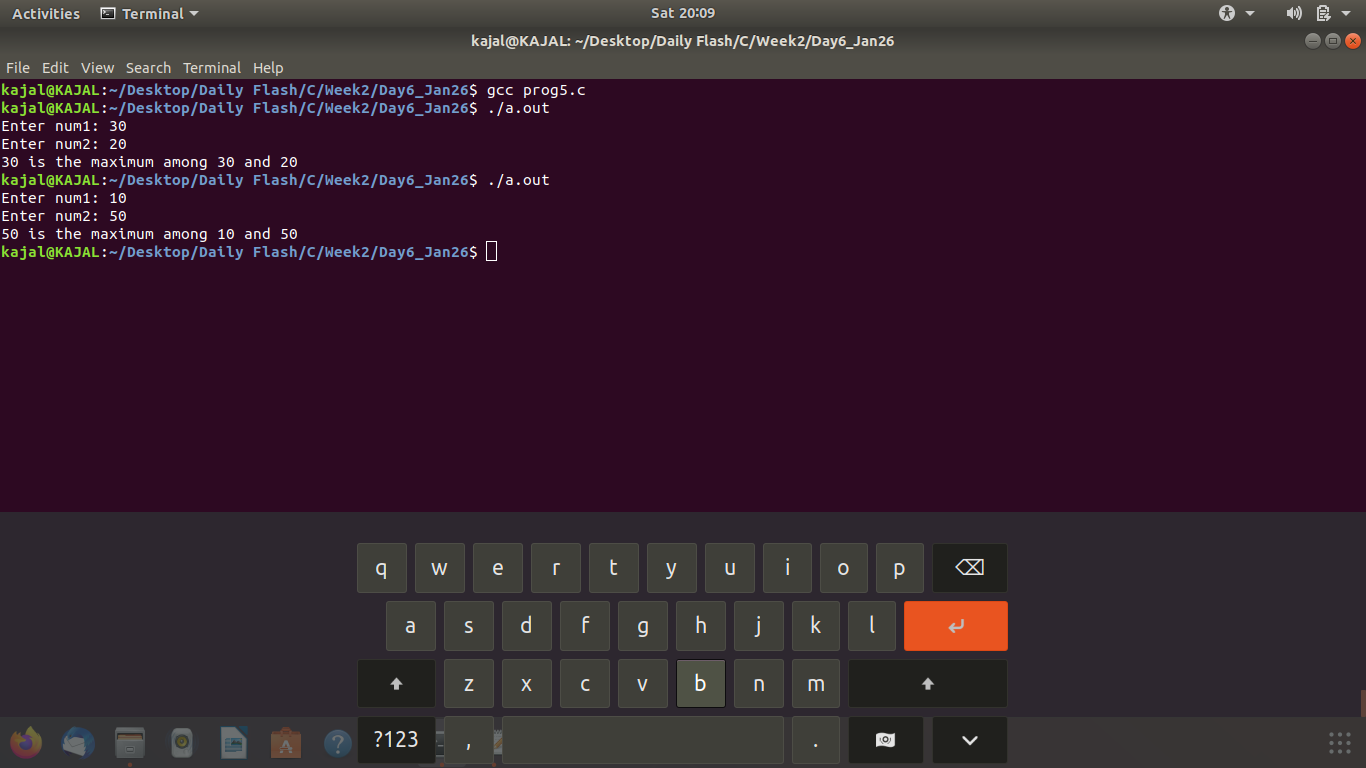 Activities Terminal Sat 20:09
kajal@KAJAL: ~/Desktop/Daily Flash/C/Week2/Day6_Jan26
File Edit View Search Terminal Help
kajal@KAJAL:~/Desktop/Daily Flash/C/Week2/Day6_Jan26$ gcc prog5.c
kajal@KAJAL:~/Desktop/Daily Flash/C/Week2/Day6_Jan26$ ./a.out
Enter num1: 30
Enter num2: 20
30 is the maximum among 30 and 20
kajal@KAJAL:~/Desktop/Daily Flash/C/Week2/Day6_Jan26$ ./a.out
Enter num1: 10
Enter num2: 50
50 is the maximum among 10 and 50
kajal@KAJAL:~/Desktop/Daily Flash/C/Week2/Day6_Jan26$
q w e r t y u i o p
a s d f g h j k l
z x c v b n m
?123 , .